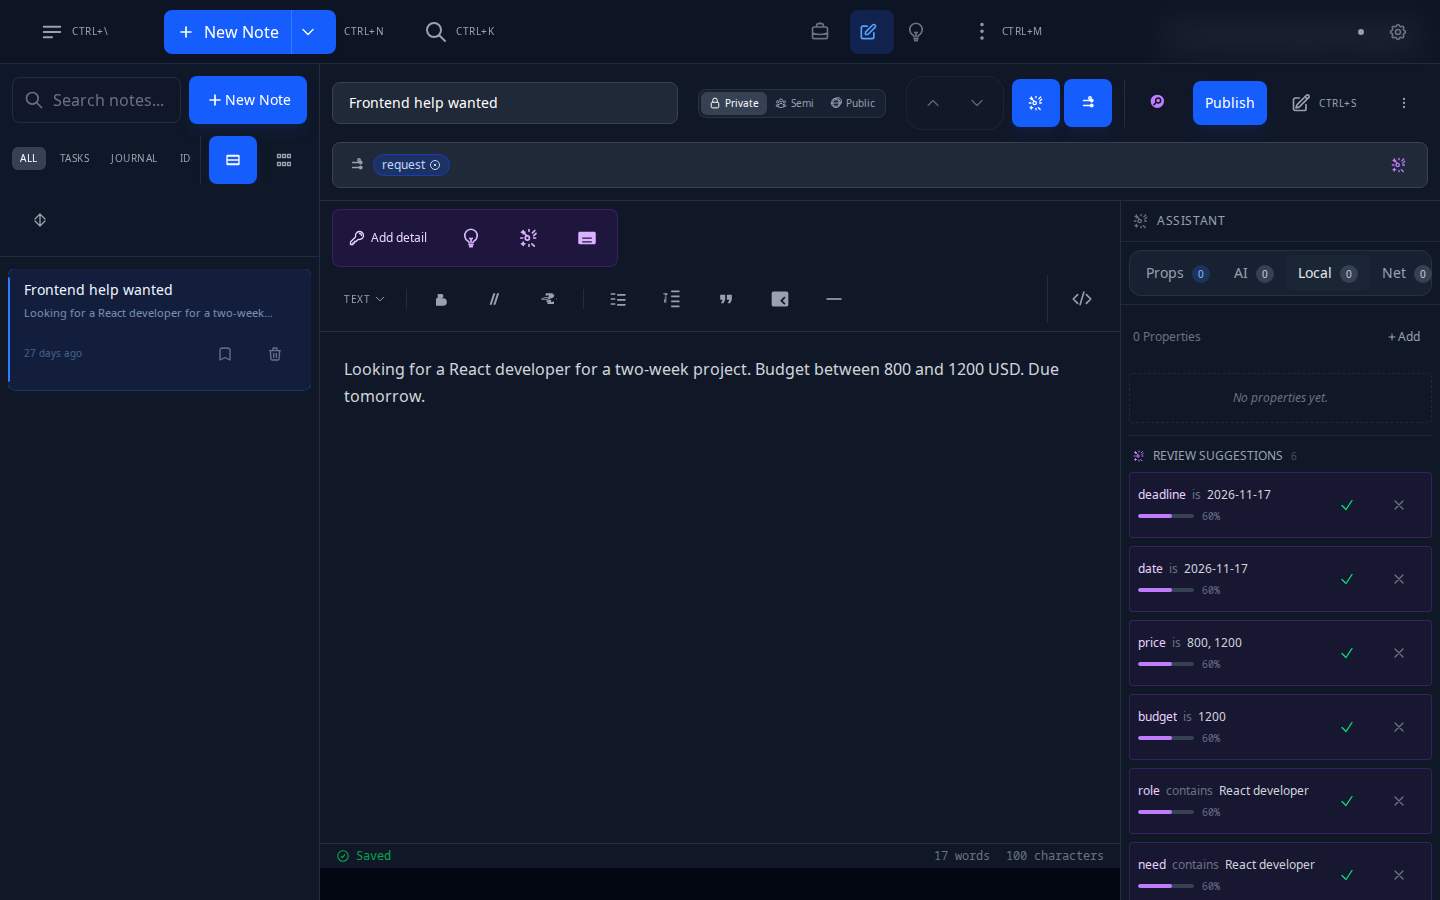 CTRL+\
New Note
CTRL+N
CTRL+K
CTRL+M
Search notes...
New Note
Frontend help wanted
Private
Semi
Public
Publish
CTRL+S
ALL
TASKS
JOURNAL
ID
request
Frontend help wanted
Looking for a React developer for a two-week...
27 days ago
Add detail
TEXT
Looking for a React developer for a two-week project. Budget between 800 and 1200 USD. Due
tomorrow.
Saved
17 words
100 characters
ASSISTANT
Props 0
AI 0
Local 0
Net 0
0 Properties
+ Add
No properties yet.
REVIEW SUGGESTIONS 6
deadline is 2026-11-17
60%
date is 2026-11-17
60%
price is 800, 1200
60%
budget is 1200
60%
role contains React developer
60%
need contains React developer
60%